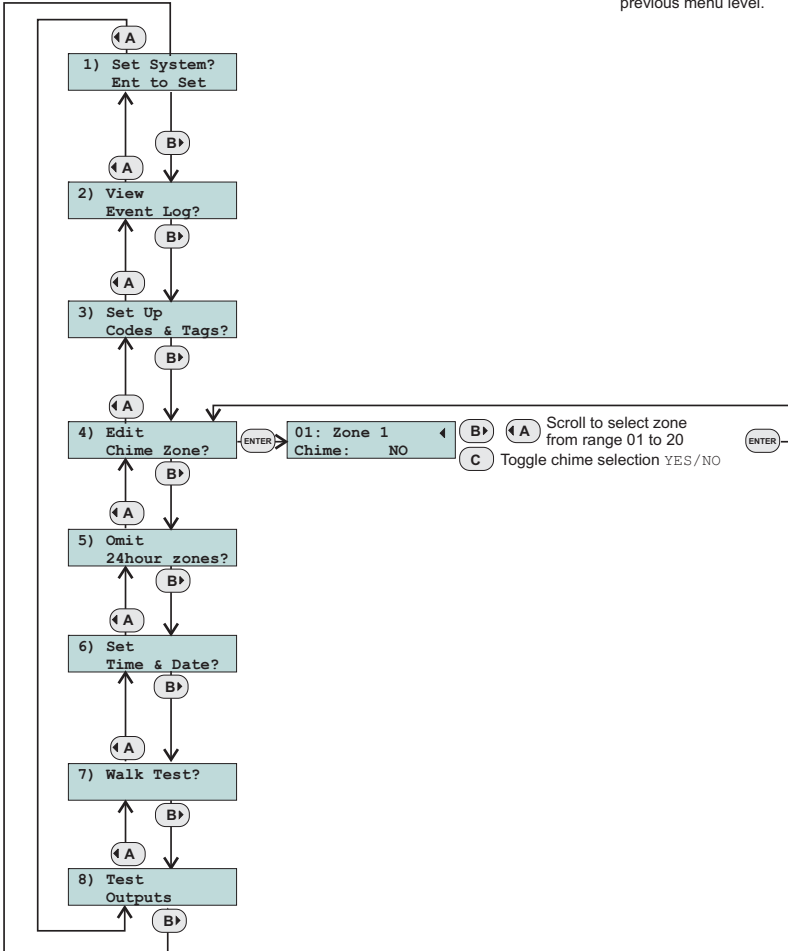 previous menu level.
A
1) Set System?
Ent to Set
B
A
2) View
Event Log?
B
A
3) Set Up
Codes & Tags?
B
A
4) Edit
Chime Zone?
ENTER
01: Zone 1
Chime: NO
B A Scroll to select zone
from range 01 to 20
C Toggle chime selection YES/NO
ENTER
B
A
5) Omit
24hour zones?
B
A
6) Set
Time & Date?
B
A
7) Walk Test?
B
A
8) Test
Outputs
B